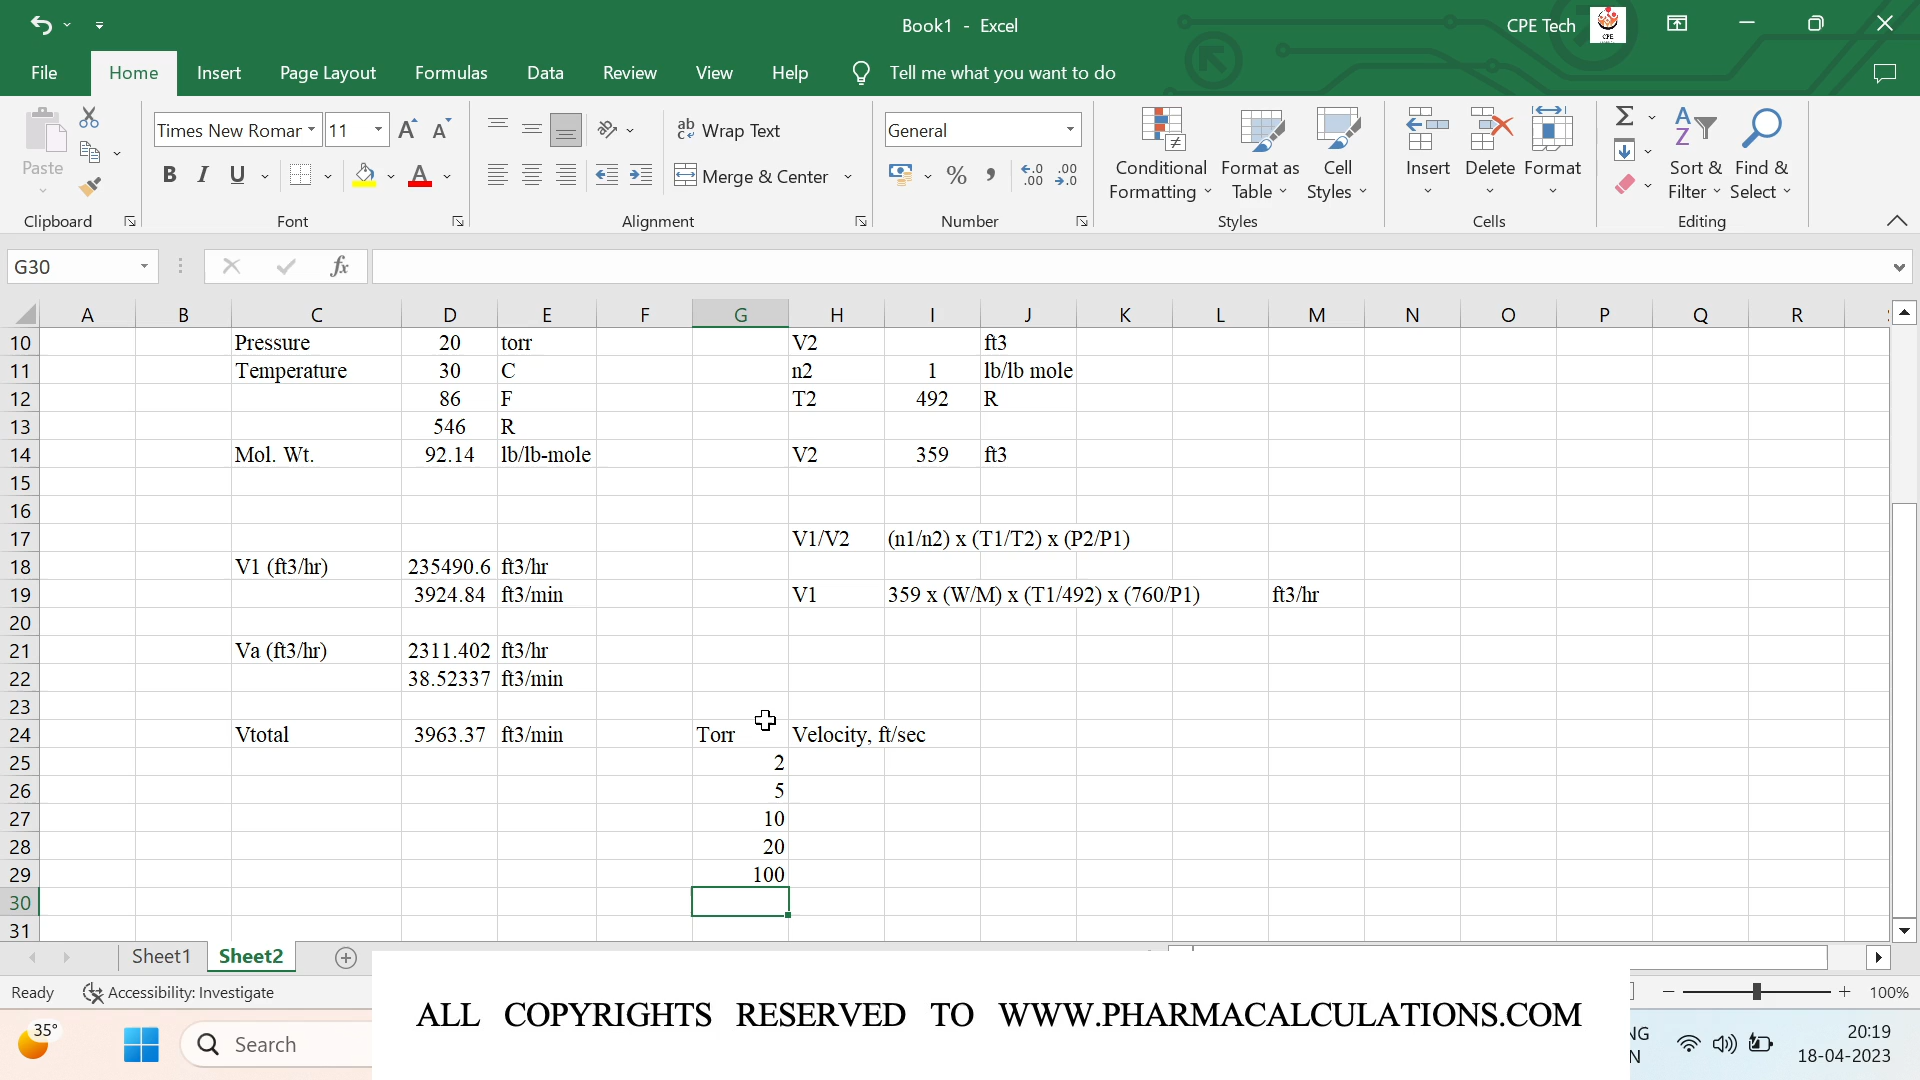 Book1 - Excel
CPE Tech
CPE
File Home Insert Page Layout Formulas Data Review View Help Tell me what you want to do
Paste
Times New Romar 11 A A
ab Wrap Text
General
Conditional Formatting
Format as Table
Cell Styles
Insert Delete Format
Sort & Filter
Find & Select
B I U A
Merge & Center
% ,
Clipboard Font Alignment Number Styles Cells Editing
G30 fx
A B C D E F G H I J K L M N O P Q R
10 Pressure 20 torr V2 ft3
11 Temperature 30 C n2 1 lb/lb mole
12 86 F T2 492 R
13 546 R
14 Mol. Wt. 92.14 lb/lb-mole V2 359 ft3
15
16
17 V1/V2 (n1/n2) x (T1/T2) x (P2/P1)
18 V1 (ft3/hr) 235490.6 ft3/hr
19 3924.84 ft3/min V1 359 x (W/M) x (T1/492) x (760/P1) ft3/hr
20
21 Va (ft3/hr) 2311.402 ft3/hr
22 38.52337 ft3/min
23
24 Vtotal 3963.37 ft3/min Torr Velocity, ft/sec
25 2
26 5
27 10
28 20
29 100
30
31
Sheet1 Sheet2
Ready Accessibility: Investigate 100%
ALL COPYRIGHTS RESERVED TO WWW.PHARMACALCULATIONS.COM
35°
Search
NG
N
20:19
18-04-2023